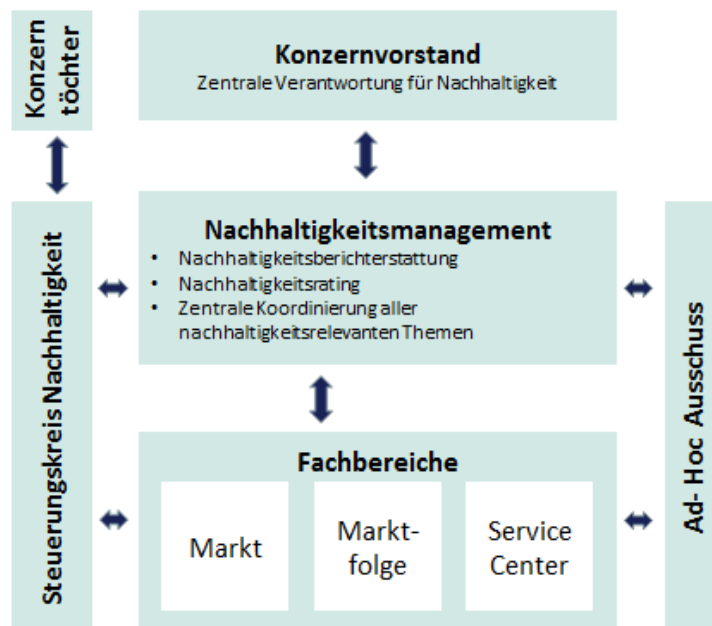 Konzern
töchter
Konzernvorstand
Zentrale Verantwortung für Nachhaltigkeit
Steuerungskreis Nachhaltigkeit
Nachhaltigkeitsmanagement
• Nachhaltigkeitsberichterstattung
• Nachhaltigkeitsrating
• Zentrale Koordinierung aller
nachhaltigkeitsrelevanten Themen
Fachbereiche
Markt
Markt-
folge
Service
Center
Ad- Hoc Ausschuss